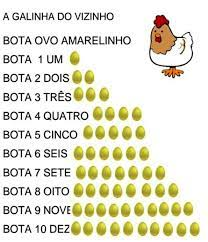 A GALINHA DO VIZINHO
BOTA OVO AMARELINHO
BOTA 1 UM
BOTA 2 DOIS
BOTA 3 TRÊS
BOTA 4 QUATRO
BOTA 5 CINCO
BOTA 6 SEIS
BOTA 7 SETE
BOTA 8 OITO
BOTA 9 NOVE
BOTA 10 DEZ